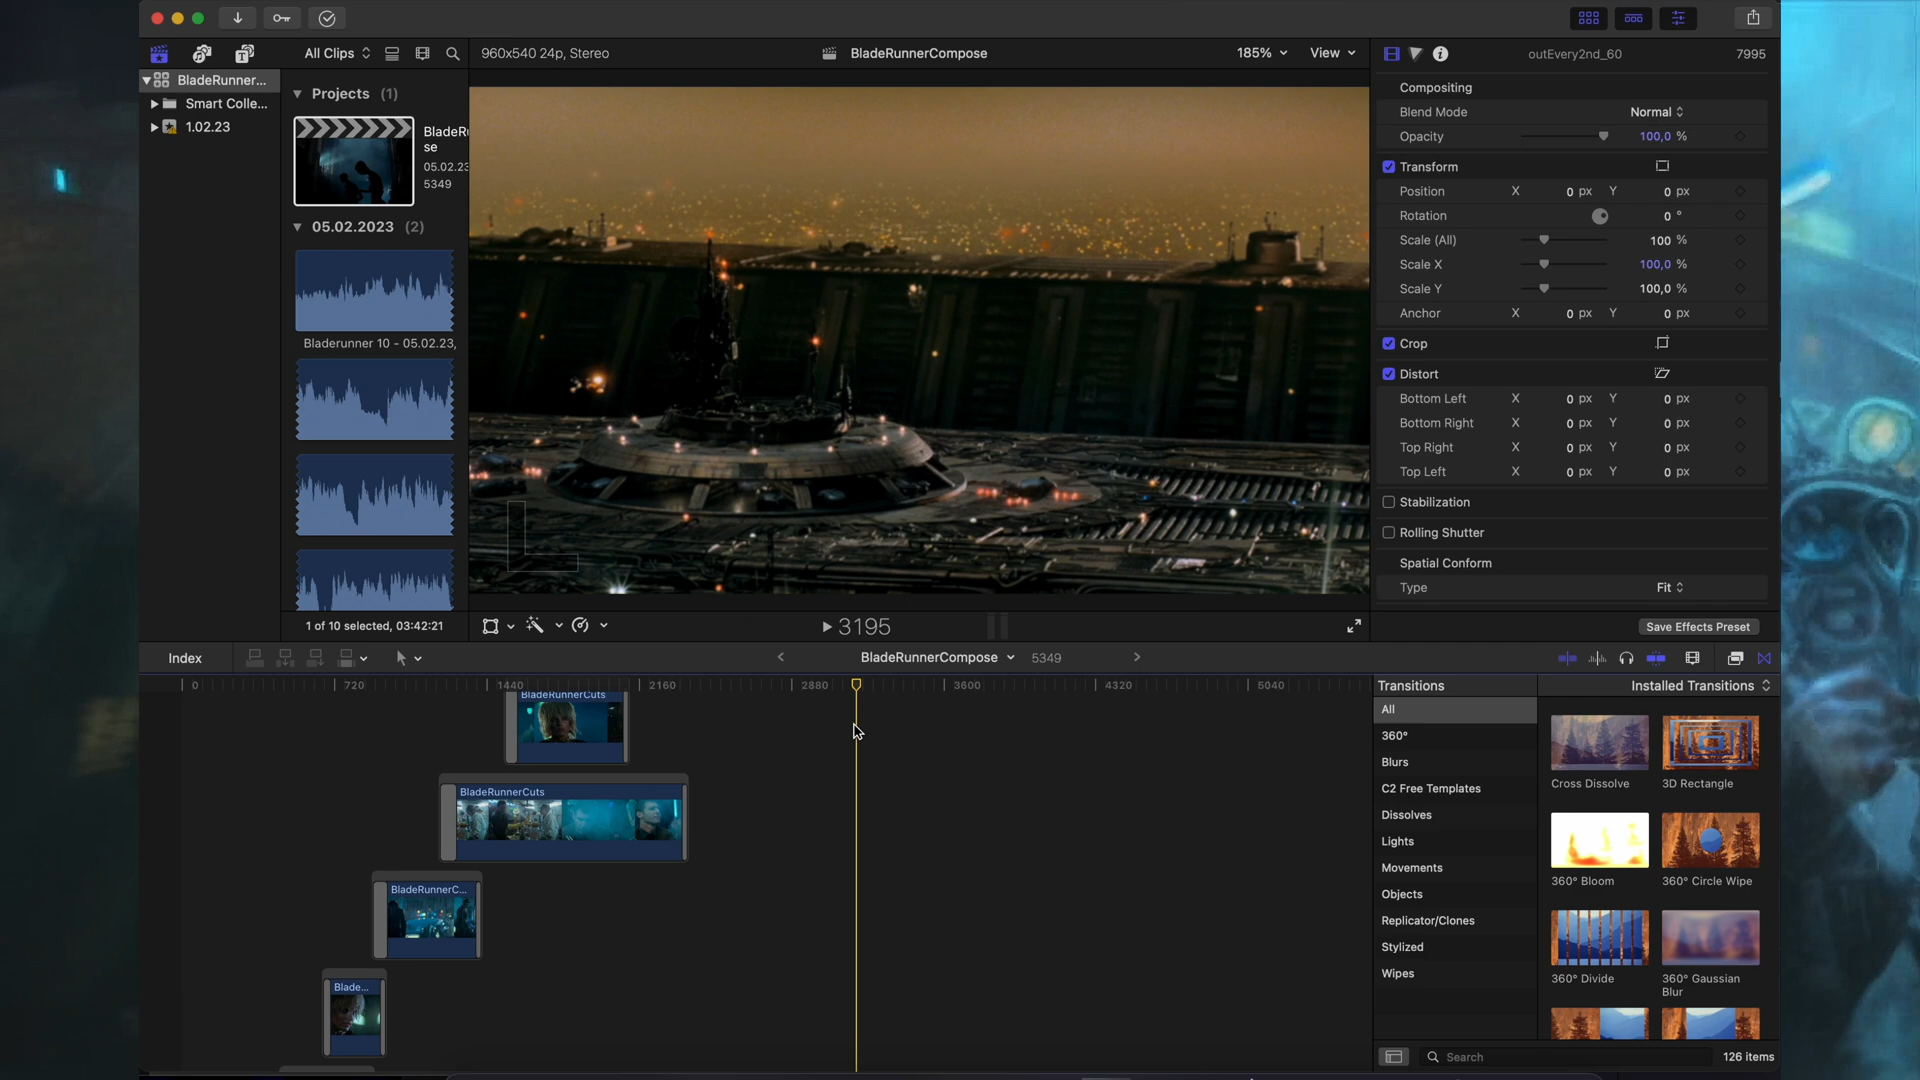 All Clips
960x540 24p, Stereo
BladeRunnerCompose
185%
View
outEvery2nd_60
7995
BladeRunner...
Smart Colle...
1.02.23
Projects (1)
BladeRu
se
05.02.23
5349
05.02.2023 (2)
Bladerunner 10 - 05.02.23,
1 of 10 selected, 03:42:21
3195
Compositing
Blend Mode Normal
Opacity 100,0 %
Transform
Position X 0 px Y 0 px
Rotation 0 °
Scale (All) 100 %
Scale X 100,0 %
Scale Y 100,0 %
Anchor X 0 px Y 0 px
Crop
Distort
Bottom Left X 0 px Y 0 px
Bottom Right X 0 px Y 0 px
Top Right X 0 px Y 0 px
Top Left X 0 px Y 0 px
Stabilization
Rolling Shutter
Spatial Conform
Type Fit
Save Effects Preset
Index
BladeRunnerCompose 5349
0 720 1440 2160 2880 3600 4320 5040
BladeRunnerCuts
BladeRunnerCuts
BladeRunnerC...
Blade...
Transitions
Installed Transitions
All
360°
Blurs
C2 Free Templates
Dissolves
Lights
Movements
Objects
Replicator/Clones
Stylized
Wipes
Cross Dissolve
3D Rectangle
360° Bloom
360° Circle Wipe
360° Divide
360° Gaussian
Blur
Search
126 items